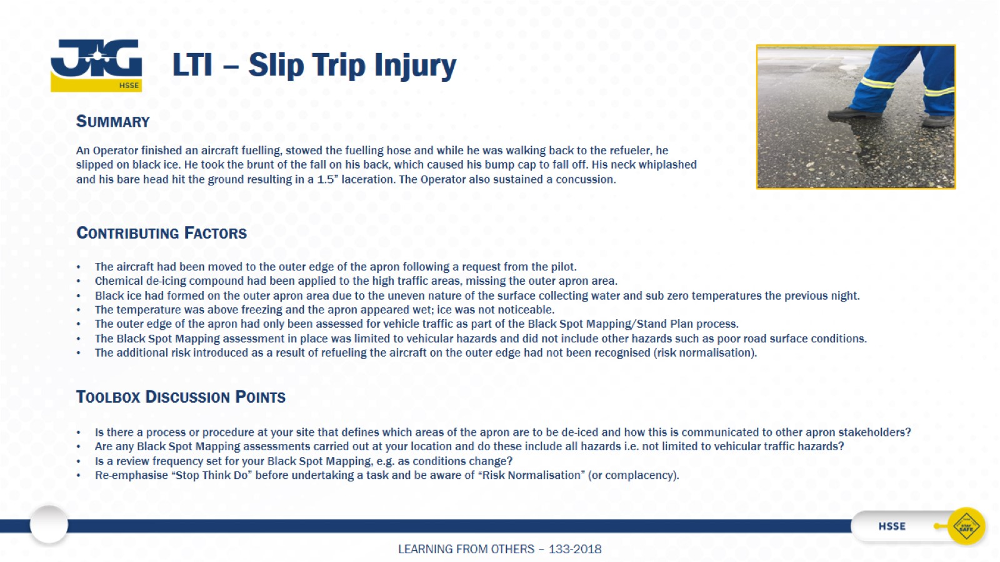 JIG
HSSE
LTI – Slip Trip Injury
SUMMARY
An Operator finished an aircraft fuelling, stowed the fuelling hose and while he was walking back to the refueler, he
slipped on black ice. He took the brunt of the fall on his back, which caused his bump cap to fall off. His neck whiplashed
and his bare head hit the ground resulting in a 1.5” laceration. The Operator also sustained a concussion.
CONTRIBUTING FACTORS
• The aircraft had been moved to the outer edge of the apron following a request from the pilot.
• Chemical de-icing compound had been applied to the high traffic areas, missing the outer apron area.
• Black ice had formed on the outer apron area due to the uneven nature of the surface collecting water and sub zero temperatures the previous night.
• The temperature was above freezing and the apron appeared wet; ice was not noticeable.
• The outer edge of the apron had only been assessed for vehicle traffic as part of the Black Spot Mapping/Stand Plan process.
• The Black Spot Mapping assessment in place was limited to vehicular hazards and did not include other hazards such as poor road surface conditions.
• The additional risk introduced as a result of refueling the aircraft on the outer edge had not been recognised (risk normalisation).
TOOLBOX DISCUSSION POINTS
• Is there a process or procedure at your site that defines which areas of the apron are to be de-iced and how this is communicated to other apron stakeholders?
• Are any Black Spot Mapping assessments carried out at your location and do these include all hazards i.e. not limited to vehicular traffic hazards?
• Is a review frequency set for your Black Spot Mapping, e.g. as conditions change?
• Re-emphasise “Stop Think Do” before undertaking a task and be aware of “Risk Normalisation” (or complacency).
HSSE
STAY
SAFE
LEARNING FROM OTHERS – 133-2018